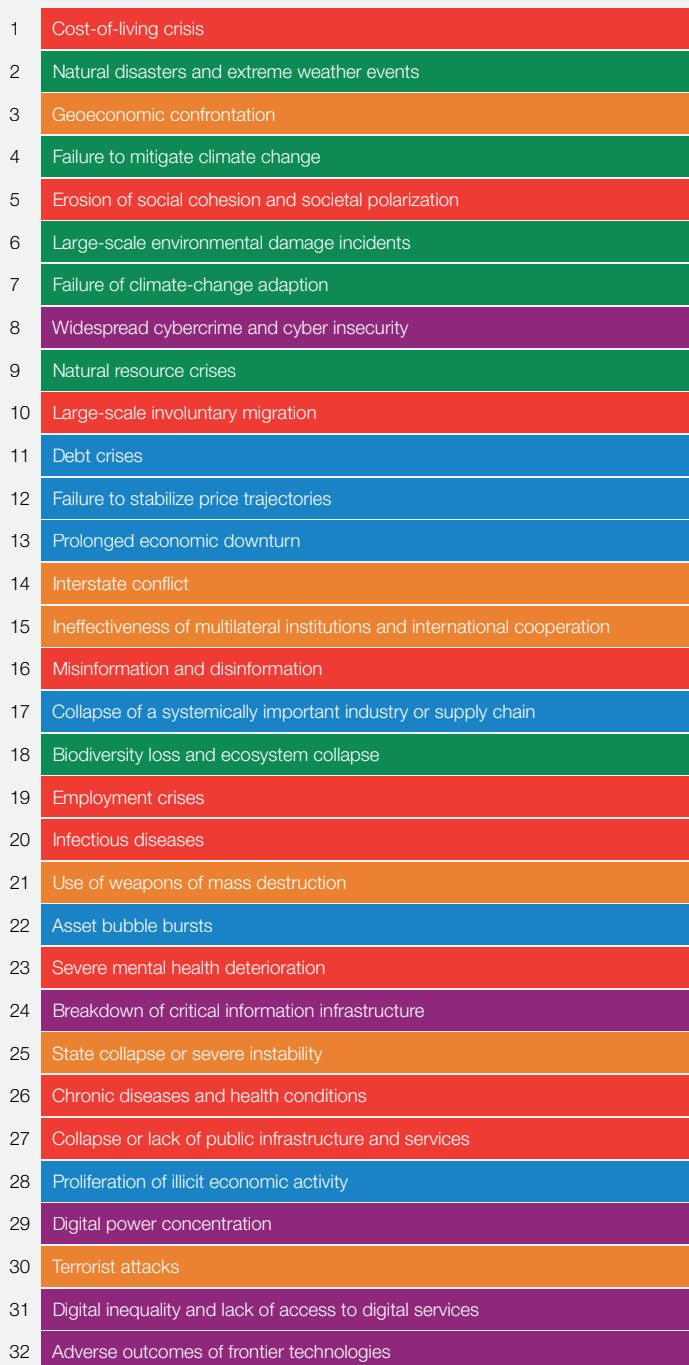 1 Cost-of-living crisis
2 Natural disasters and extreme weather events
3 Geoeconomic confrontation
4 Failure to mitigate climate change
5 Erosion of social cohesion and societal polarization
6 Large-scale environmental damage incidents
7 Failure of climate-change adaption
8 Widespread cybercrime and cyber insecurity
9 Natural resource crises
10 Large-scale involuntary migration
11 Debt crises
12 Failure to stabilize price trajectories
13 Prolonged economic downturn
14 Interstate conflict
15 Ineffectiveness of multilateral institutions and international cooperation
16 Misinformation and disinformation
17 Collapse of a systemically important industry or supply chain
18 Biodiversity loss and ecosystem collapse
19 Employment crises
20 Infectious diseases
21 Use of weapons of mass destruction
22 Asset bubble bursts
23 Severe mental health deterioration
24 Breakdown of critical information infrastructure
25 State collapse or severe instability
26 Chronic diseases and health conditions
27 Collapse or lack of public infrastructure and services
28 Proliferation of illicit economic activity
29 Digital power concentration
30 Terrorist attacks
31 Digital inequality and lack of access to digital services
32 Adverse outcomes of frontier technologies